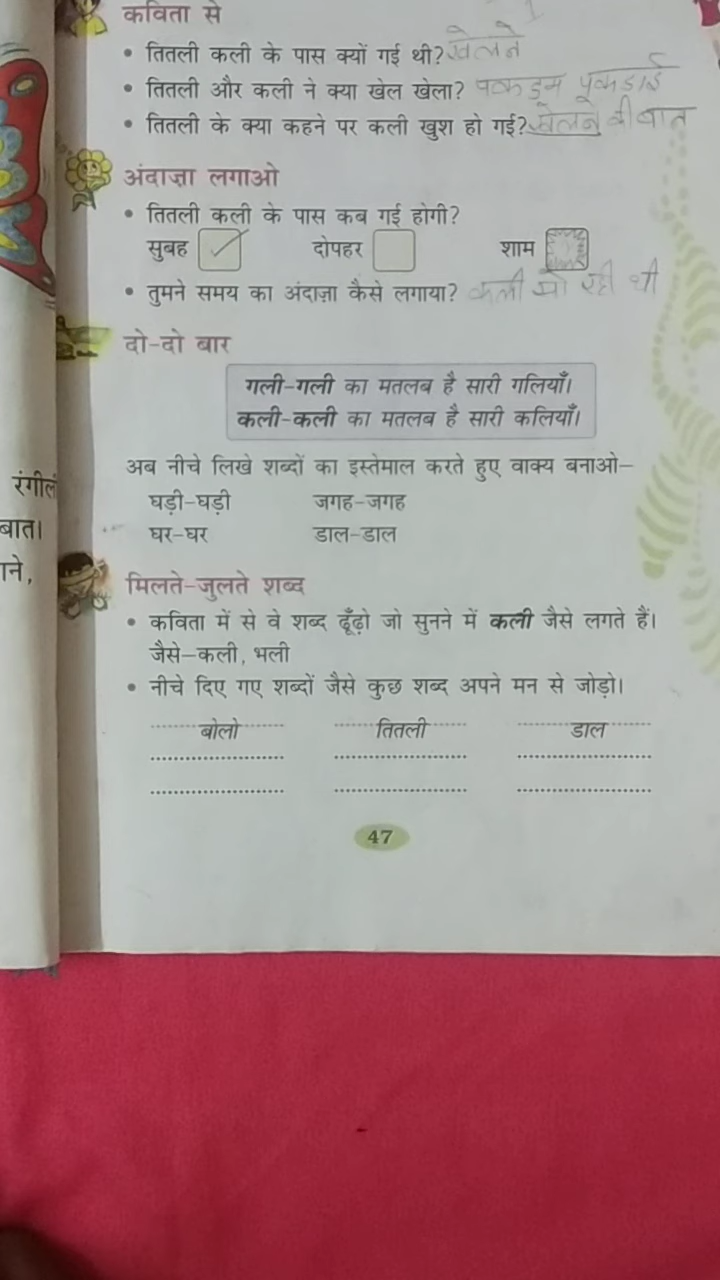 कविता से
• तितली कली के पास क्यों गई थी? खेलने
• तितली और कली ने क्या खेल खेला? पकड़म पकड़ाई
• तितली के क्या कहने पर कली खुश हो गई? खेलने की बात
अंदाज़ा लगाओ
• तितली कली के पास कब गई होगी?
सुबह ✓ दोपहर शाम
• तुमने समय का अंदाज़ा कैसे लगाया? कली सो रही थी
दो-दो बार
गली-गली का मतलब है सारी गलियाँ।
कली-कली का मतलब है सारी कलियाँ।
अब नीचे लिखे शब्दों का इस्तेमाल करते हुए वाक्य बनाओ–
रंगील
घड़ी-घड़ी जगह-जगह
बात।
घर-घर डाल-डाल
ने,
मिलते-जुलते शब्द
• कविता में से वे शब्द ढूँढ़ो जो सुनने में कली जैसे लगते हैं।
जैसे–कली, भली
• नीचे दिए गए शब्दों जैसे कुछ शब्द अपने मन से जोड़ो।
बोलो तितली डाल
47